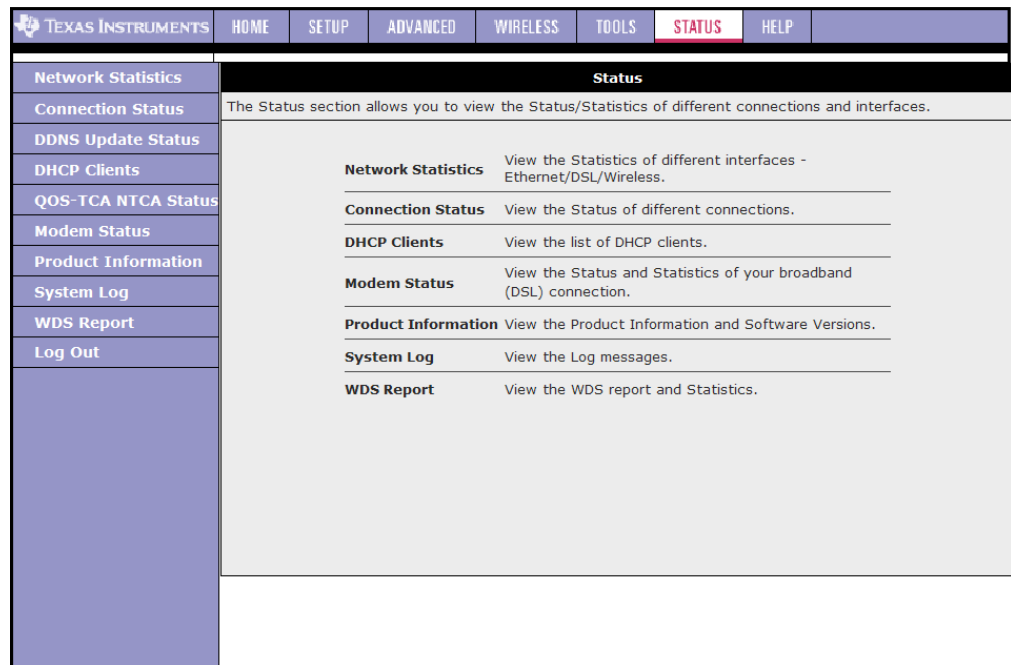 TEXAS INSTRUMENTS HOME SETUP ADVANCED WIRELESS TOOLS STATUS HELP
Network Statistics
Connection Status
DDNS Update Status
DHCP Clients
QOS-TCA NTCA Status
Modem Status
Product Information
System Log
WDS Report
Log Out
Status
The Status section allows you to view the Status/Statistics of different connections and interfaces.
Network Statistics View the Statistics of different interfaces -
Ethernet/DSL/Wireless.
Connection Status View the Status of different connections.
DHCP Clients View the list of DHCP clients.
Modem Status View the Status and Statistics of your broadband
(DSL) connection.
Product Information View the Product Information and Software Versions.
System Log View the Log messages.
WDS Report View the WDS report and Statistics.